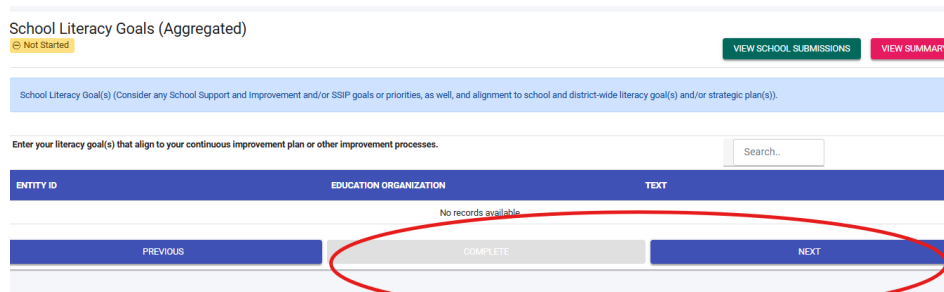 School Literacy Goals (Aggregated)
Not Started
VIEW SCHOOL SUBMISSIONS
VIEW SUMMARY
School Literacy Goal(s) (Consider any School Support and Improvement and/or SSIP goals or priorities, as well, and alignment to school and district-wide literacy goal(s) and/or strategic plan(s)).
Enter your literacy goal(s) that align to your continuous improvement plan or other improvement processes.
Search..
ENTITY ID EDUCATION ORGANIZATION TEXT
No records available
PREVIOUS COMPLETE NEXT